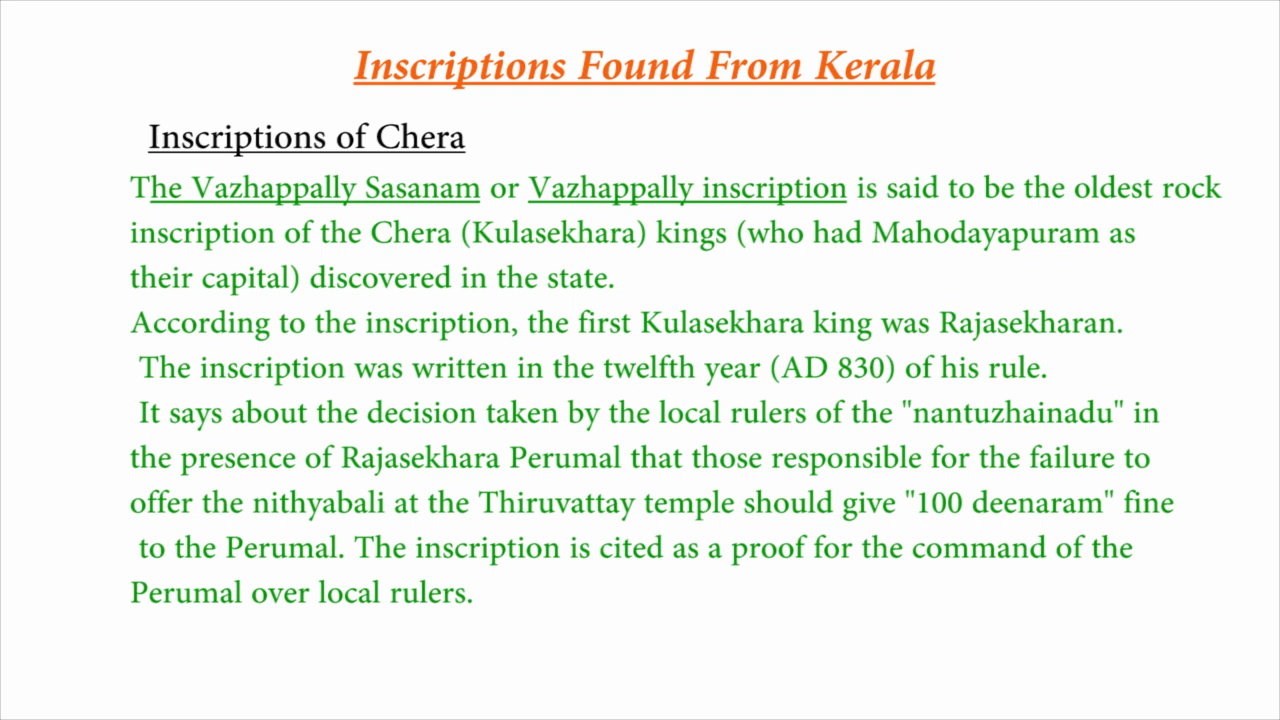 Inscriptions Found From Kerala
Inscriptions of Chera
The Vazhappally Sasanam or Vazhappally inscription is said to be the oldest rock
inscription of the Chera (Kulasekhara) kings (who had Mahodayapuram as
their capital) discovered in the state.
According to the inscription, the first Kulasekhara king was Rajasekharan.
The inscription was written in the twelfth year (AD 830) of his rule.
It says about the decision taken by the local rulers of the "nantuzhainadu" in
the presence of Rajasekhara Perumal that those responsible for the failure to
offer the nithyabali at the Thiruvattay temple should give "100 deenaram" fine
to the Perumal. The inscription is cited as a proof for the command of the
Perumal over local rulers.